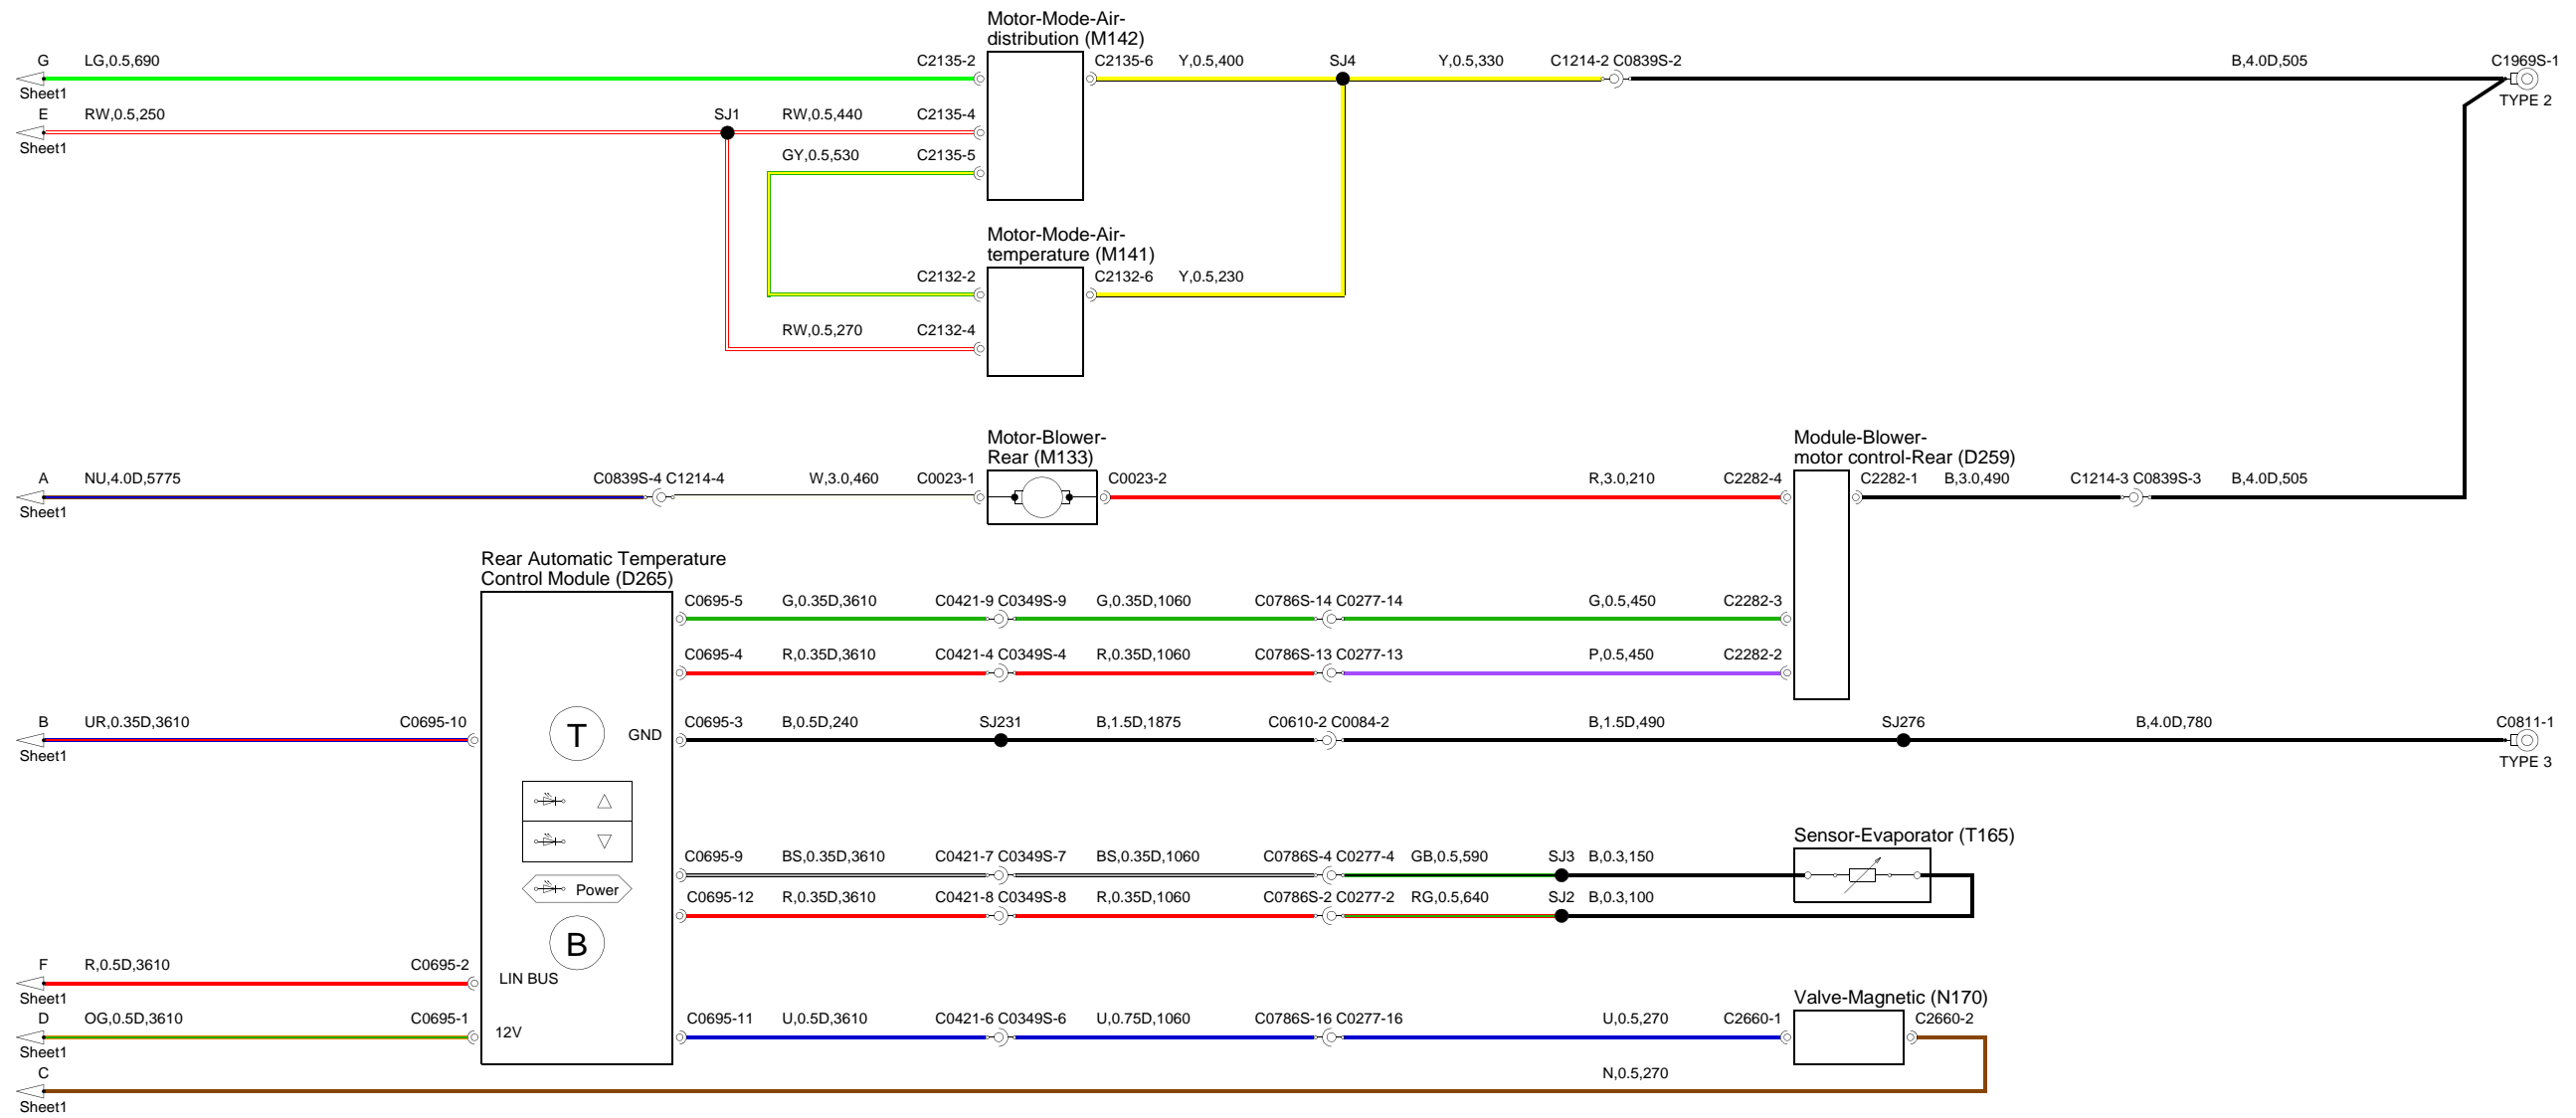 Motor-Mode-Air-
distribution (M142)
G LG,0.5,690 C2135-2 C2135-6 Y,0.5,400 SJ4 Y,0.5,330 C1214-2 C0839S-2 B,4.0D,505 C1969S-1
Sheet1 TYPE 2
E RW,0.5,250 SJ1 RW,0.5,440 C2135-4
Sheet1
GY,0.5,530 C2135-5
Motor-Mode-Air-
temperature (M141)
C2132-2 C2132-6 Y,0.5,230
RW,0.5,270 C2132-4
Motor-Blower-
Rear (M133)
Module-Blower-
motor control-Rear (D259)
A NU,4.0D,5775 C0839S-4 C1214-4 W,3.0,460 C0023-1 C0023-2 R,3.0,210 C2282-4 C2282-1 B,3.0,490 C1214-3 C0839S-3 B,4.0D,505
Sheet1
Rear Automatic Temperature
Control Module (D265)
C0695-5 G,0.35D,3610 C0421-9 C0349S-9 G,0.35D,1060 C0786S-14 C0277-14 G,0.5,450 C2282-3
C0695-4 R,0.35D,3610 C0421-4 C0349S-4 R,0.35D,1060 C0786S-13 C0277-13 P,0.5,450 C2282-2
B UR,0.35D,3610 C0695-10 C0695-3 B,0.5D,240 SJ231 B,1.5D,1875 C0610-2 C0084-2 B,1.5D,490 SJ276 B,4.0D,780 C0811-1
T GND
Sheet1 TYPE 3
Sensor-Evaporator (T165)
C0695-9 BS,0.35D,3610 C0421-7 C0349S-7 BS,0.35D,1060 C0786S-4 C0277-4 GB,0.5,590 SJ3 B,0.3,150
Power
C0695-12 R,0.35D,3610 C0421-8 C0349S-8 R,0.35D,1060 C0786S-2 C0277-2 RG,0.5,640 SJ2 B,0.3,100
B
F R,0.5D,3610 C0695-2
LIN BUS
Sheet1
Valve-Magnetic (N170)
D OG,0.5D,3610 C0695-1 C0695-11 U,0.5D,3610 C0421-6 C0349S-6 U,0.75D,1060 C0786S-16 C0277-16 U,0.5,270 C2660-1 C2660-2
12V
Sheet1
C N,0.5,270
Sheet1